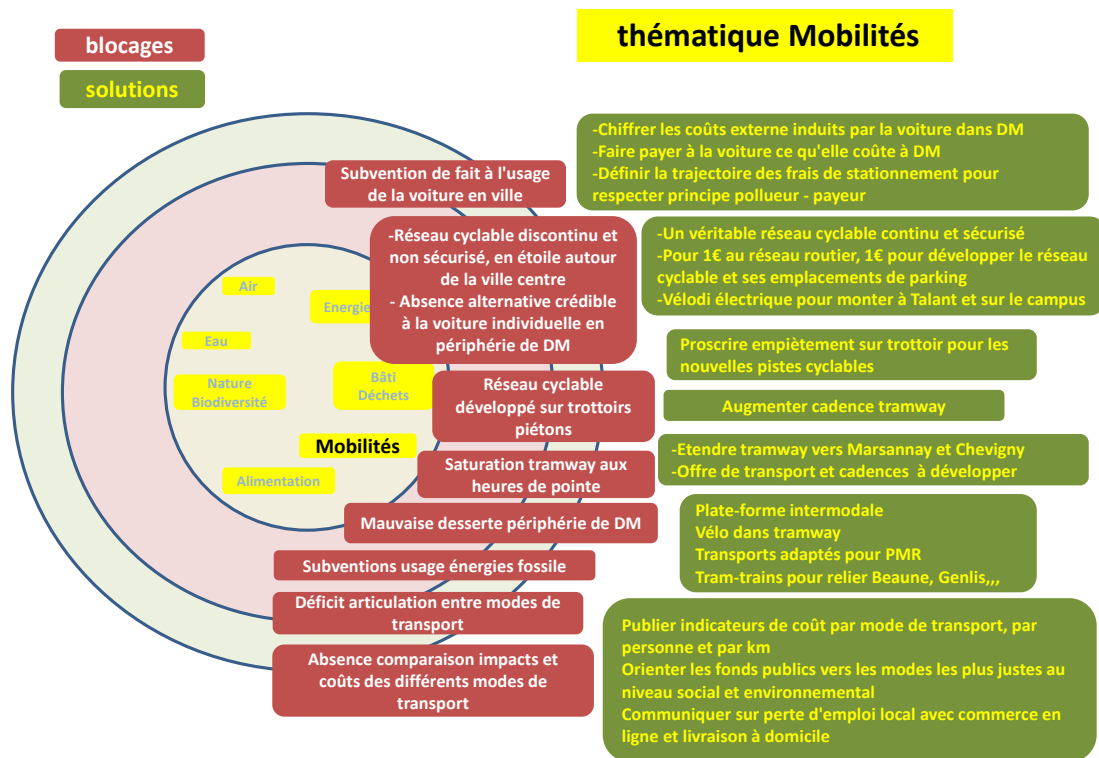 blocages
solutions
thématique Mobilités
Air
Energie
Eau
Nature
Biodiversité
Bâti
Déchets
Mobilités
Alimentation
Subvention de fait à l'usage
de la voiture en ville
-Réseau cyclable discontinu et
non sécurisé, en étoile autour
de la ville centre
- Absence alternative crédible
à la voiture individuelle en
périphérie de DM
Réseau cyclable
développé sur trottoirs
piétons
Saturation tramway aux
heures de pointe
Mauvaise desserte périphérie de DM
Subventions usage énergies fossile
Déficit articulation entre modes de
transport
Absence comparaison impacts et
coûts des différents modes de
transport
-Chiffrer les coûts externe induits par la voiture dans DM
-Faire payer à la voiture ce qu'elle coûte à DM
-Définir la trajectoire des frais de stationnement pour
respecter principe pollueur - payeur
-Un véritable réseau cyclable continu et sécurisé
-Pour 1€ au réseau routier, 1€ pour développer le réseau
cyclable et ses emplacements de parking
-Vélodi électrique pour monter à Talant et sur le campus
Proscrire empiètement sur trottoir pour les
nouvelles pistes cyclables
Augmenter cadence tramway
-Etendre tramway vers Marsannay et Chevigny
-Offre de transport et cadences  à développer
Plate-forme intermodale
Vélo dans tramway
Transports adaptés pour PMR
Tram-trains pour relier Beaune, Genlis,,,
Publier indicateurs de coût par mode de transport, par
personne et par km
Orienter les fonds publics vers les modes les plus justes au
niveau social et environnemental
Communiquer sur perte d'emploi local avec commerce en
ligne et livraison à domicile